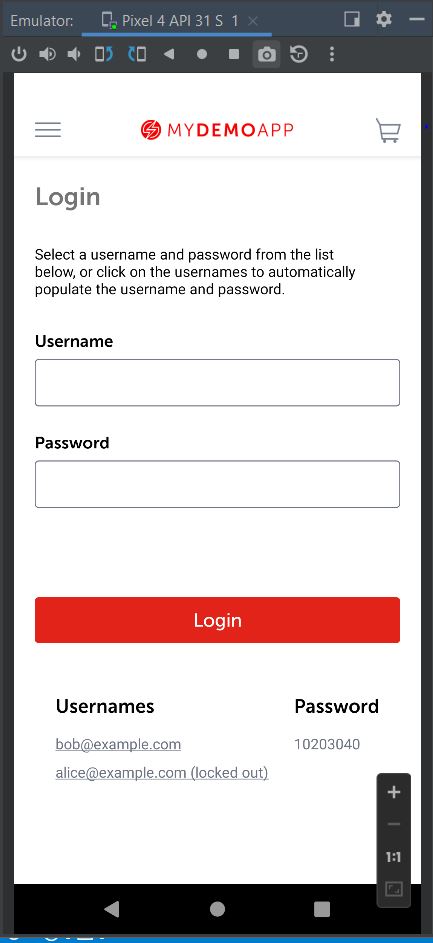 Emulator: Pixel 4 API 31 S 1
MYDEMOAPP
Login
Select a username and password from the list
below, or click on the usernames to automatically
populate the username and password.
Username
Password
Login
Usernames Password
bob@example.com 10203040
alice@example.com (locked out)
1:1